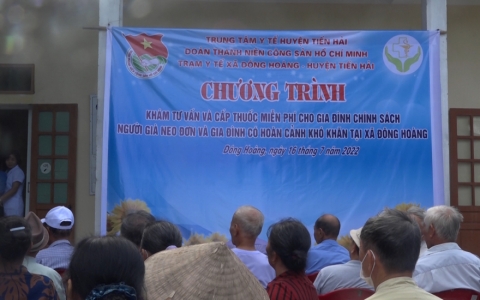 TRUNG TÂM Y TẾ HUYỆN TIỀN HẢI
ĐOÀN THANH NIÊN CỘNG SẢN HỒ CHÍ MINH
TRẠM Y TẾ XÃ ĐÔNG HOÀNG - HUYỆN TIỀN HẢI
CHƯƠNG TRÌNH
KHÁM TƯ VẤN VÀ CẤP THUỐC MIỄN PHÍ CHO GIA ĐÌNH CHÍNH SÁCH
NGƯỜI GIÀ NEO ĐƠN VÀ GIA ĐÌNH CÓ HOÀN CẢNH KHÓ KHĂN TẠI XÃ ĐÔNG HOÀNG
Đông Hoàng, ngày 16 tháng 7 năm 2022